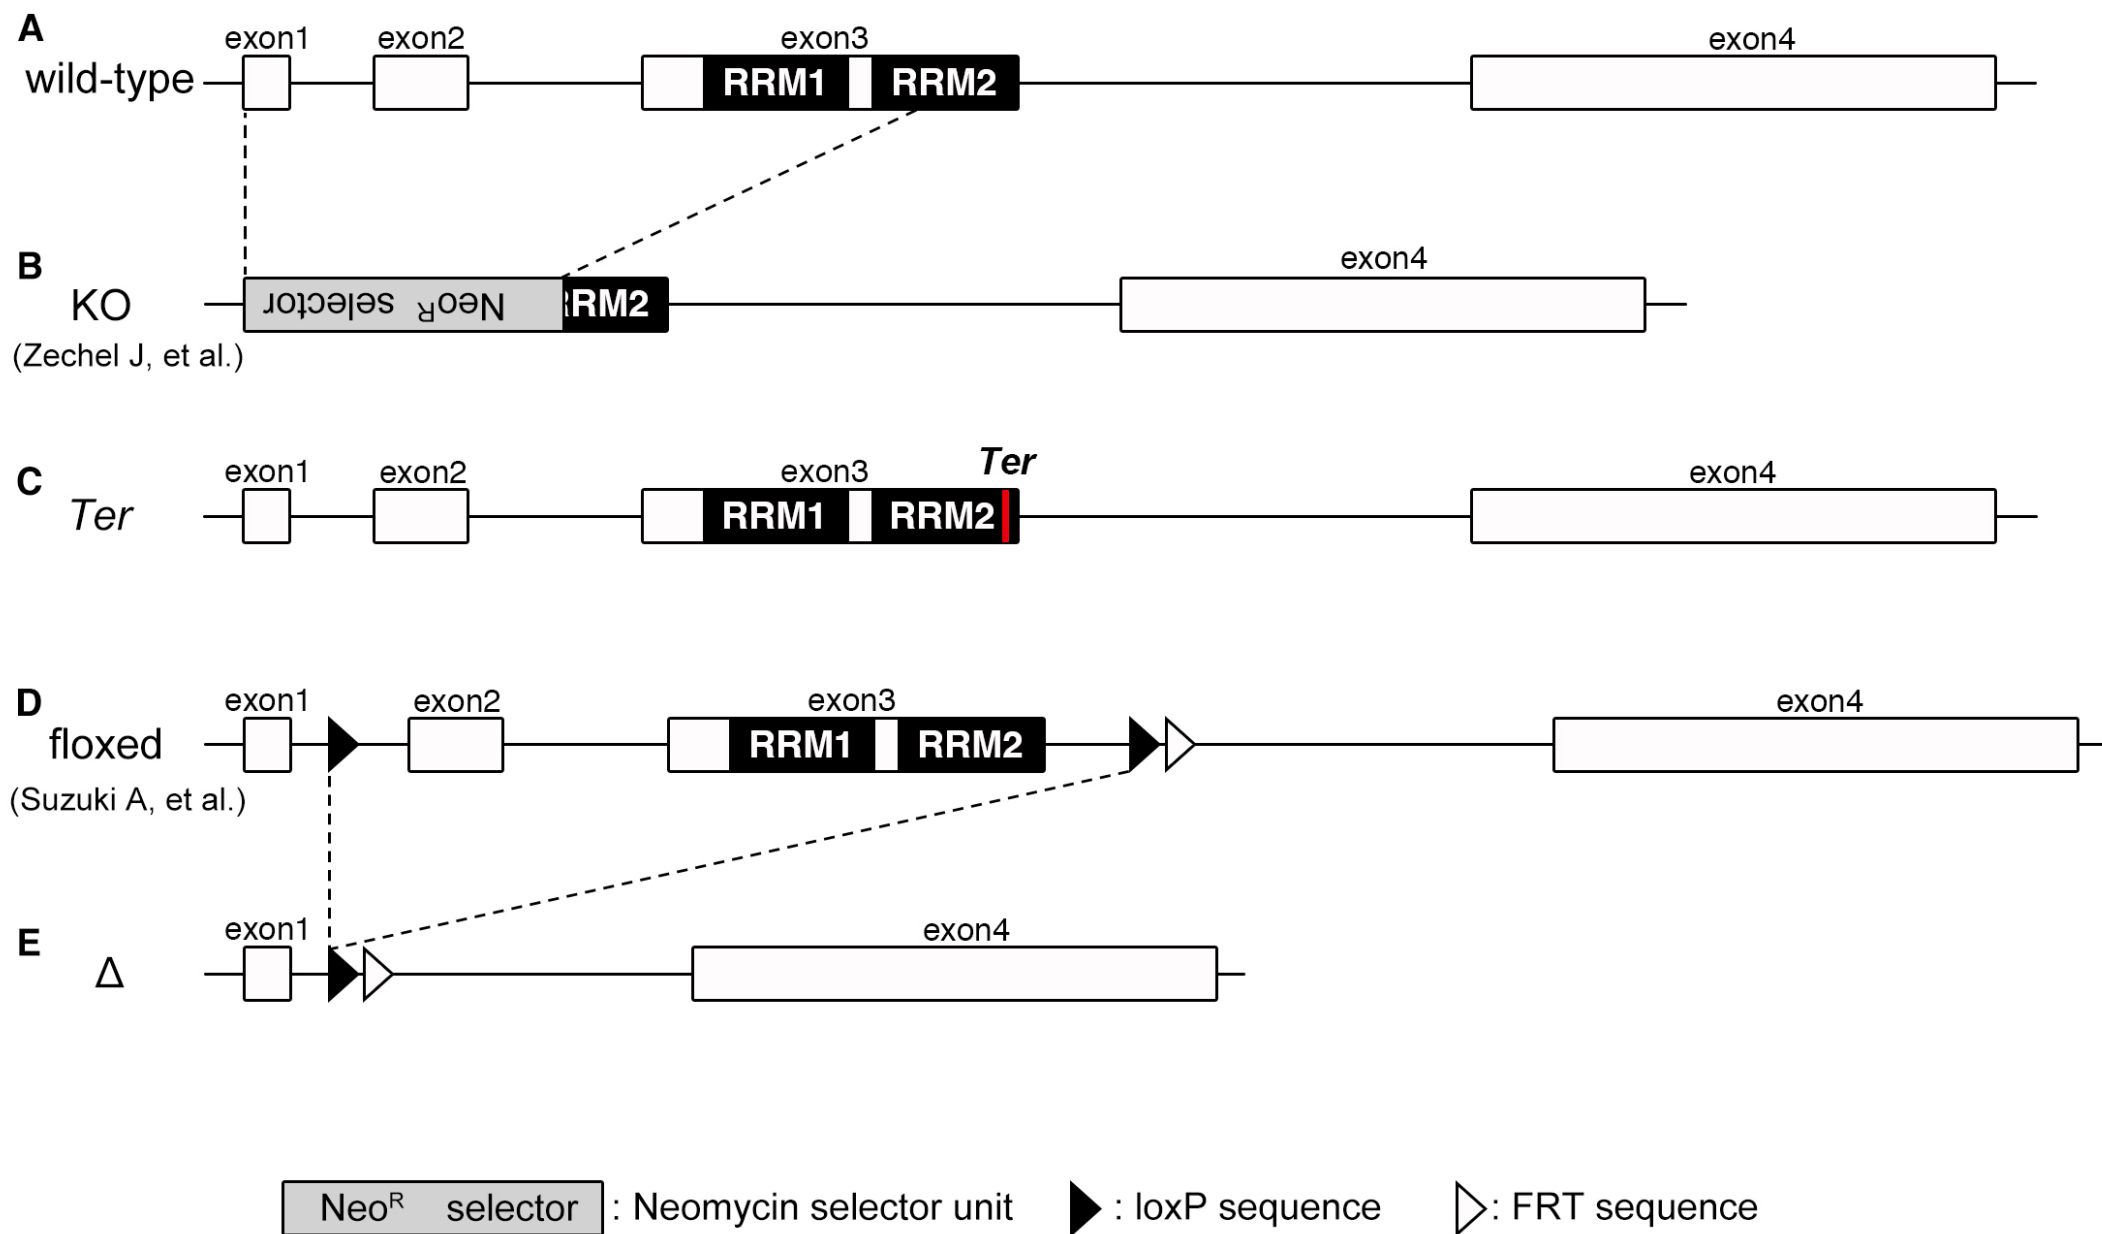 A
exon1 exon2 exon3 exon4
wild-type RRM1 RRM2
B
exon4
KO NeoR selector RRM2
(Zechel J, et al.)
Ter
C exon1 exon2 exon3 exon4
Ter RRM1 RRM2
D exon1 exon2 exon3 exon4
floxed RRM1 RRM2
(Suzuki A, et al.)
E exon1 exon4
Δ
NeoR selector : Neomycin selector unit : loxP sequence : FRT sequence